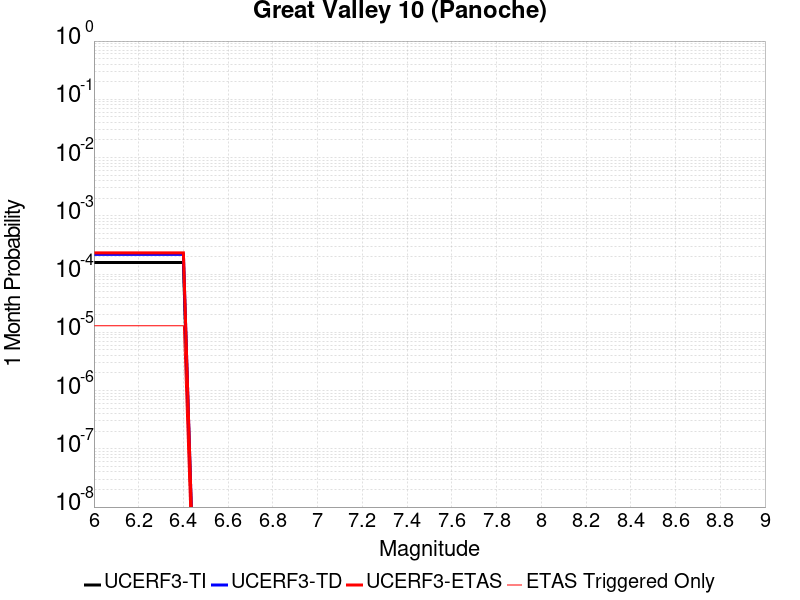 Great Valley 10 (Panoche)
10^0
10^-1
10^-2
10^-3
10^-4
10^-5
10^-6
10^-7
10^-8
1 Month Probability
6 6.2 6.4 6.6 6.8 7 7.2 7.4 7.6 7.8 8 8.2 8.4 8.6 8.8 9
Magnitude
UCERF3-TI UCERF3-TD UCERF3-ETAS ETAS Triggered Only